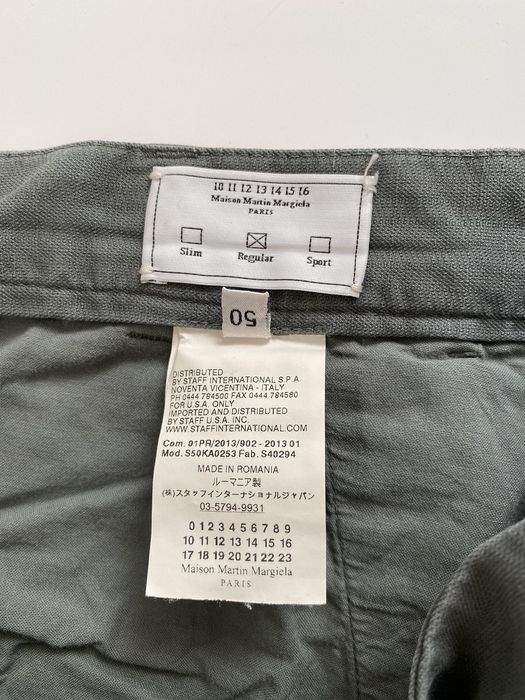 10 11 12 13 14 15 16
Maison Martin Margiela
PARIS
Slim
Regular
Sport
50
DISTRIBUTED
BY STAFF INTERNATIONAL S.P.A
NOVENTA VICENTINA - ITALY
PH 0444 784500 FAX 0444 784580
FOR U.S.A. ONLY
IMPORTED AND DISTRIBUTED
BY STAFF U.S.A. INC.
WWW.STAFFINTERNATIONAL.COM
Com. 01PR/2013/902 - 2013 01
Mod. S50KA0253 Fab. S40294
MADE IN ROMANIA
ルーマニア製
(株)スタッフインターナショナルジャパン
03-5794-9931
0 1 2 3 4 5 6 7 8 9
10 11 12 13 14 15 16
17 18 19 20 21 22 23
Maison Martin Margiela
PARIS